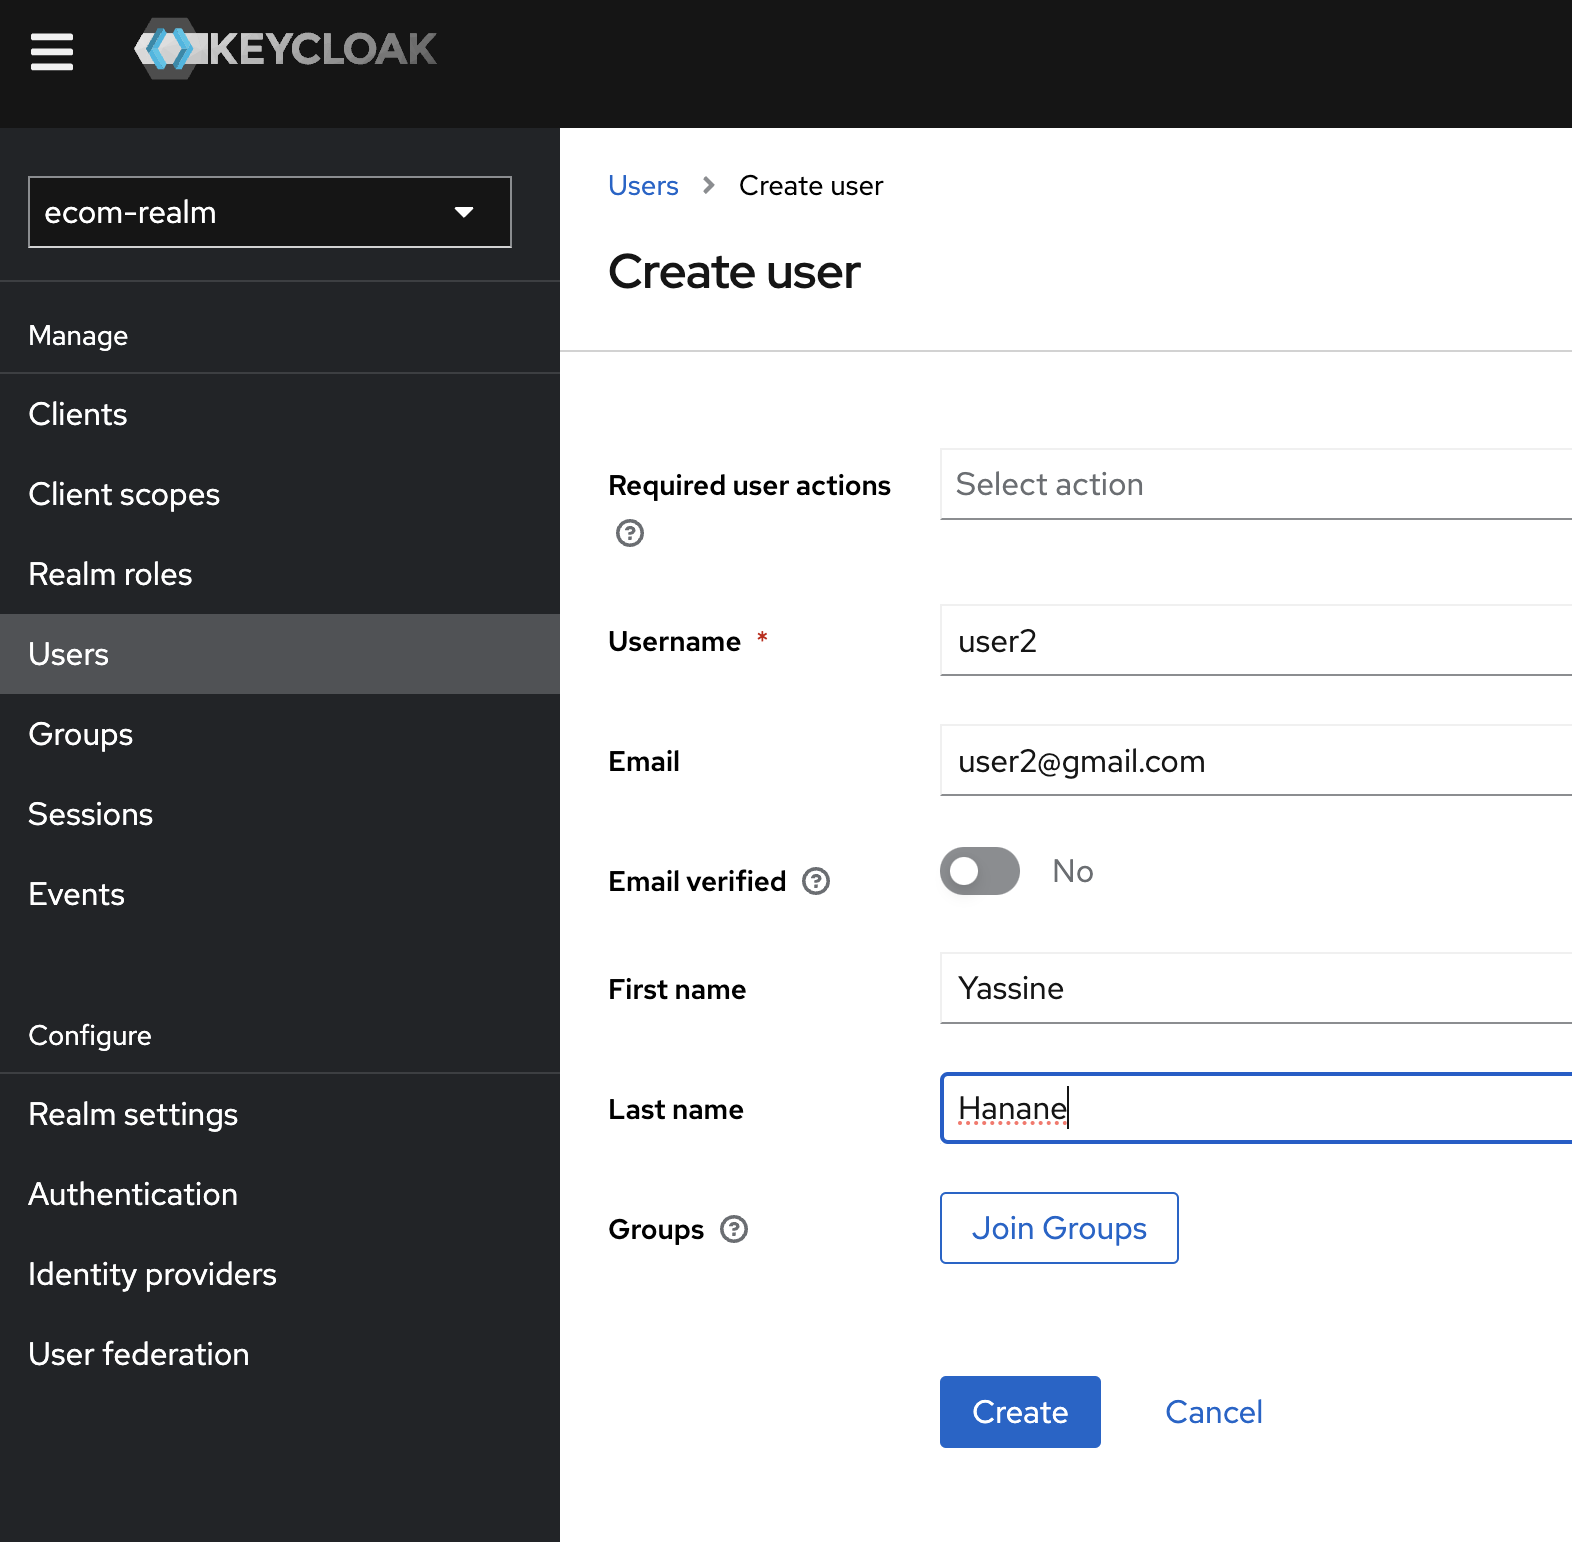 KEYCLOAK
ecom-realm
Manage
Clients
Client scopes
Realm roles
Users
Groups
Sessions
Events
Configure
Realm settings
Authentication
Identity providers
User federation
Users > Create user
Create user
Required user actions ? Select action
Username * user2
Email user2@gmail.com
Email verified ? No
First name Yassine
Last name Hanane
Groups ? Join Groups
Create Cancel